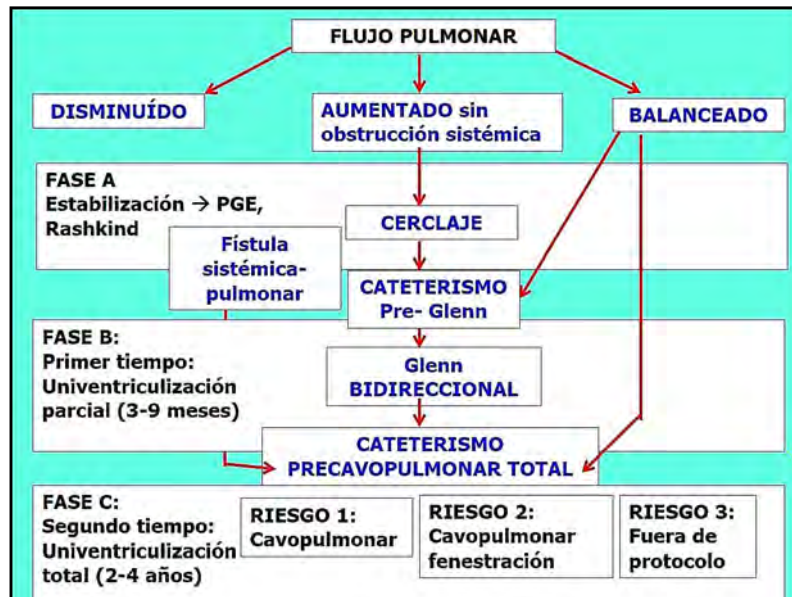 FLUJO PULMONAR
DISMINUÍDO
AUMENTADO sin
obstrucción sistémica
BALANCEADO
FASE A
Estabilización → PGE,
Rashkind
CERCLAJE
Fístula
sistémica-
pulmonar
CATETERISMO
Pre- Glenn
FASE B:
Primer tiempo:
Univentriculización
parcial (3-9 meses)
Glenn
BIDIRECCIONAL
CATETERISMO
PRECAVOPULMONAR TOTAL
FASE C:
Segundo tiempo:
Univentriculización
total (2-4 años)
RIESGO 1:
Cavopulmonar
RIESGO 2:
Cavopulmonar
fenestración
RIESGO 3:
Fuera de
protocolo